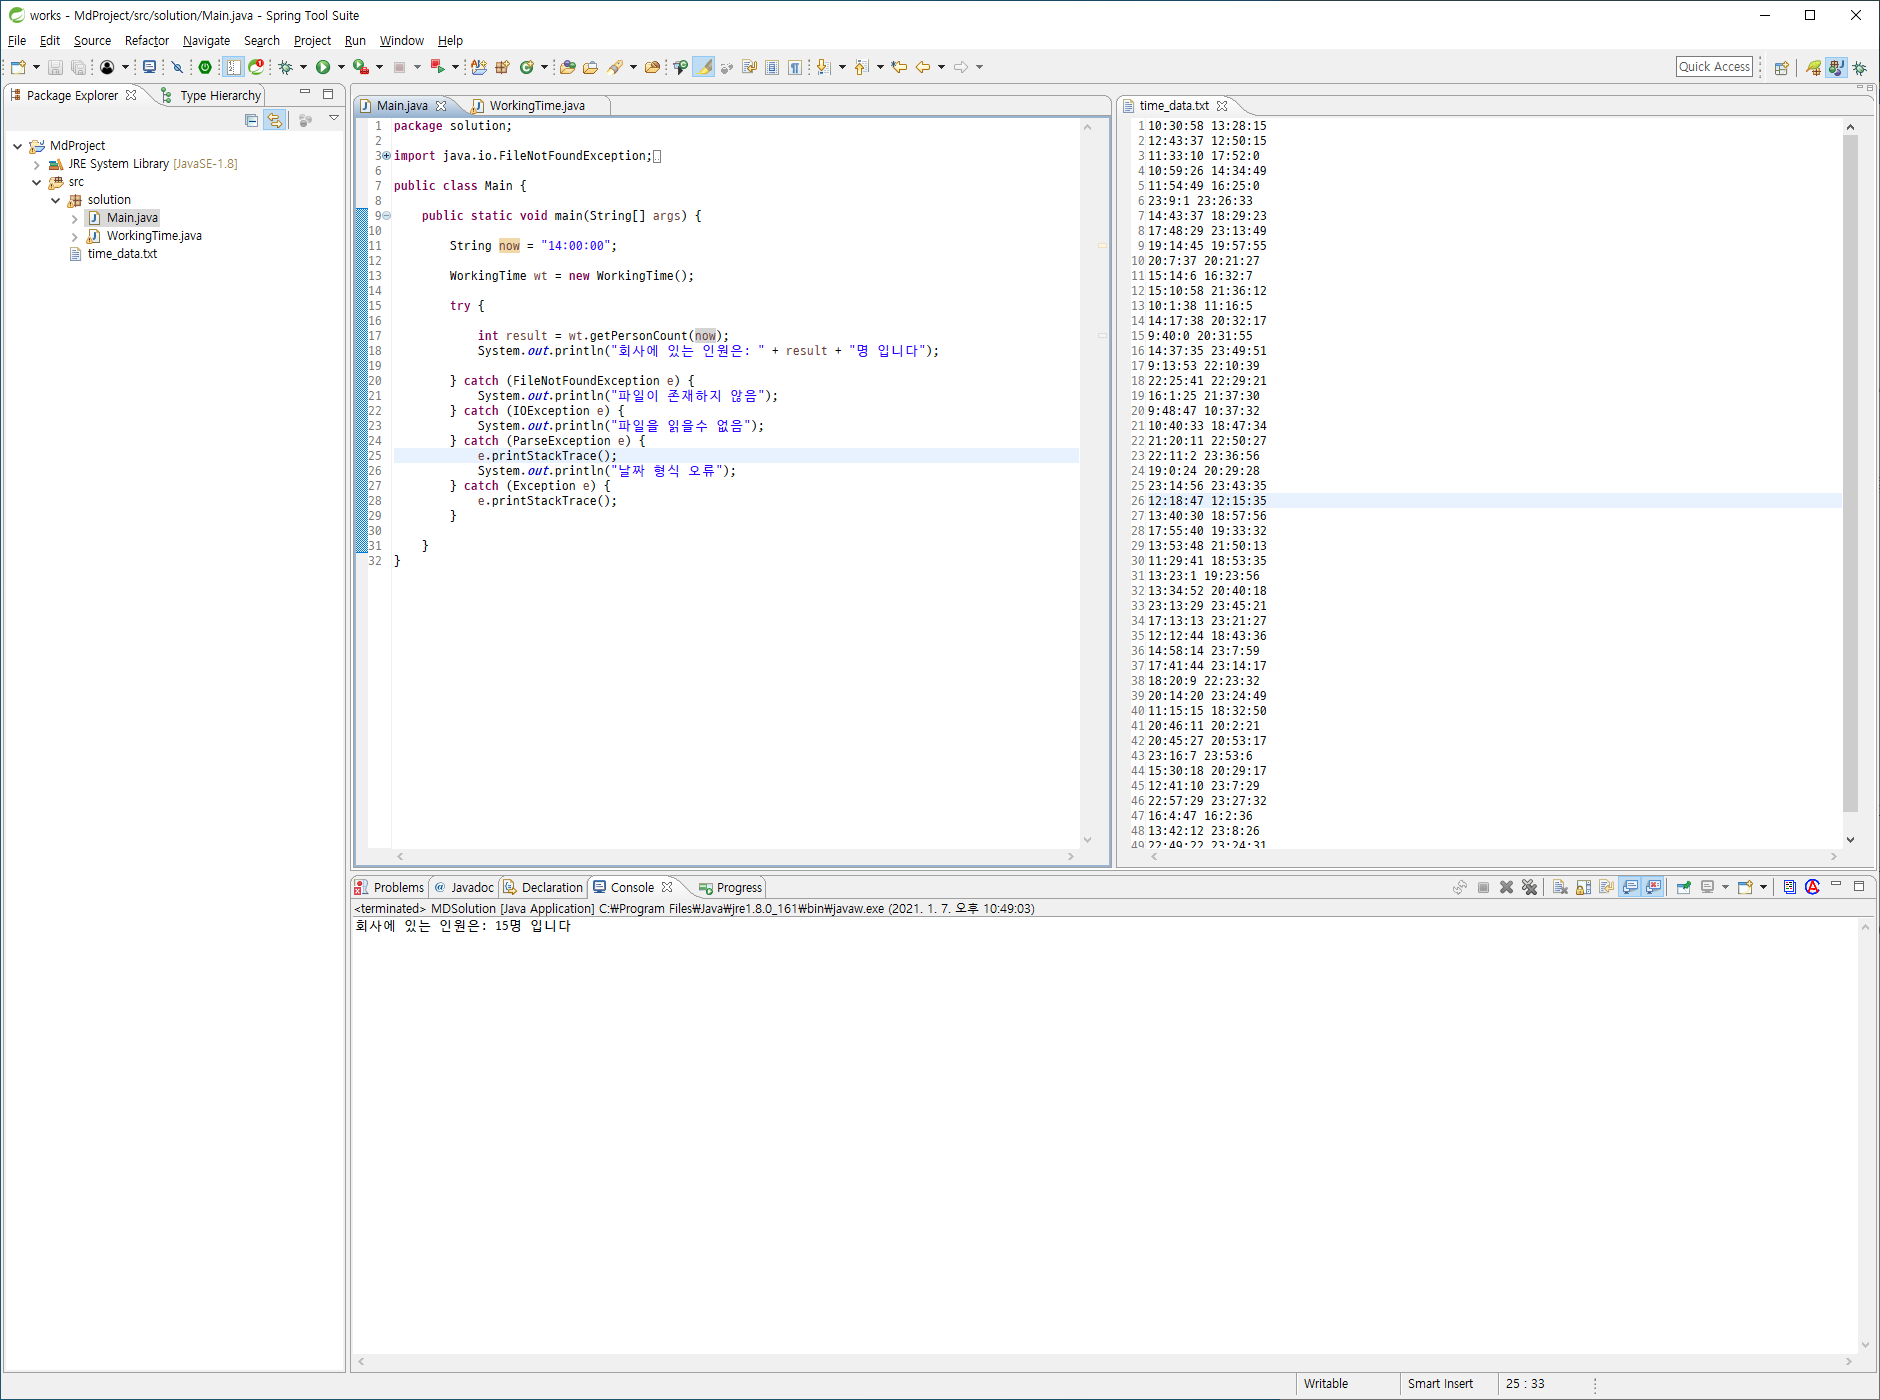 works - MdProject/src/solution/Main.java - Spring Tool Suite
File Edit Source Refactor Navigate Search Project Run Window Help
Quick Access
Package Explorer Type Hierarchy
MdProject
JRE System Library [JavaSE-1.8]
src
solution
Main.java
WorkingTime.java
time_data.txt
Main.java WorkingTime.java
1 package solution;
2
3 import java.io.FileNotFoundException;
6
7 public class Main {
8
9 public static void main(String[] args) {
10
11 String now = "14:00:00";
12
13 WorkingTime wt = new WorkingTime();
14
15 try {
16
17 int result = wt.getPersonCount(now);
18 System.out.println("회사에 있는 인원은: " + result + "명 입니다");
19
20 } catch (FileNotFoundException e) {
21 System.out.println("파일이 존재하지 않음");
22 } catch (IOException e) {
23 System.out.println("파일을 읽을수 없음");
24 } catch (ParseException e) {
25 e.printStackTrace();
26 System.out.println("날짜 형식 오류");
27 } catch (Exception e) {
28 e.printStackTrace();
29 }
30
31 }
32 }
time_data.txt
1 10:30:58 13:28:15
2 12:43:37 12:50:15
3 11:33:10 17:52:0
4 10:59:26 14:34:49
5 11:54:49 16:25:0
6 23:9:1 23:26:33
7 14:43:37 18:29:23
8 17:48:29 23:13:49
9 19:14:45 19:57:55
10 20:7:37 20:21:27
11 15:14:6 16:32:7
12 15:10:58 21:36:12
13 10:1:38 11:16:5
14 14:17:38 20:32:17
15 9:40:0 20:31:55
16 14:37:35 23:49:51
17 9:13:53 22:10:39
18 22:25:41 22:29:21
19 16:1:25 21:37:30
20 9:48:47 10:37:32
21 10:40:33 18:47:34
22 21:20:11 22:50:27
23 22:11:2 23:36:56
24 19:0:24 20:29:28
25 23:14:56 23:43:35
26 12:18:47 12:15:35
27 13:40:30 18:57:56
28 17:55:40 19:33:32
29 13:53:48 21:50:13
30 11:29:41 18:53:35
31 13:23:1 19:23:56
32 13:34:52 20:40:18
33 23:13:29 23:45:21
34 17:13:13 23:21:27
35 12:12:44 18:43:36
36 14:58:14 23:7:59
37 17:41:44 23:14:17
38 18:20:9 22:23:32
39 20:14:20 23:24:49
40 11:15:15 18:32:50
41 20:46:11 20:2:21
42 20:45:27 20:53:17
43 23:16:7 23:53:6
44 15:30:18 20:29:17
45 12:41:10 23:7:29
46 22:57:29 23:27:32
47 16:4:47 16:2:36
48 13:42:12 23:8:26
49 22:49:22 23:24:31
Problems Javadoc Declaration Console Progress
<terminated> MDSolution [Java Application] C:₩Program Files₩Java₩jre1.8.0_161₩bin₩javaw.exe (2021. 1. 7. 오후 10:49:03)
회사에 있는 인원은: 15명 입니다
Writable Smart Insert 25 : 33